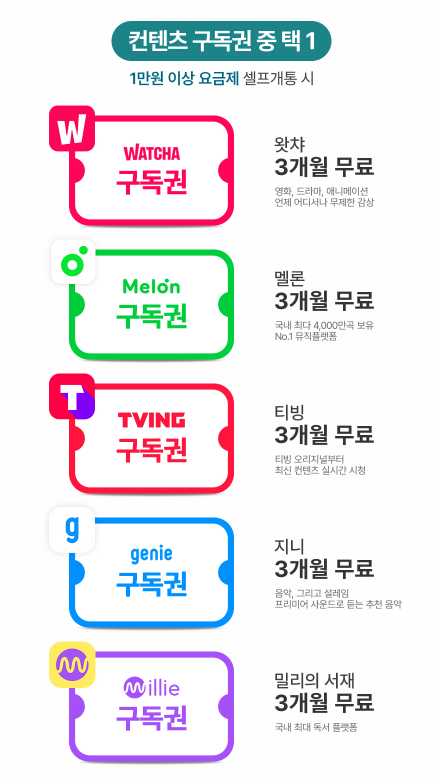 컨텐츠 구독권 중 택 1
1만원 이상 요금제 셀프개통 시
W
WATCHA
구독권
왓챠
3개월 무료
영화, 드라마, 애니메이션
언제 어디서나 무제한 감상
Melon
구독권
멜론
3개월 무료
국내 최다 4,000만곡 보유
No.1 뮤직플랫폼
T
TVING
구독권
티빙
3개월 무료
티빙 오리지널부터
최신 컨텐츠 실시간 시청
g
genie
구독권
지니
3개월 무료
음악, 그리고 설레임
프리미어 사운드로 듣는 추천 음악
millie
구독권
밀리의 서재
3개월 무료
국내 최대 독서 플랫폼